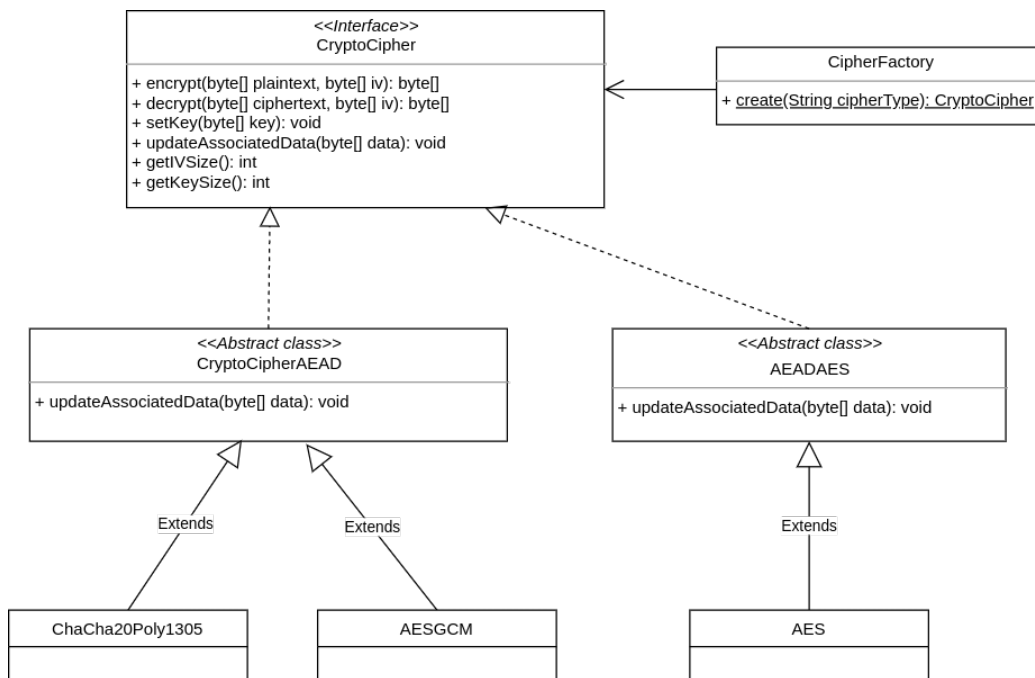 <<Interface>>
CryptoCipher
+ encrypt(byte[] plaintext, byte[] iv): byte[]
+ decrypt(byte[] ciphertext, byte[] iv): byte[]
+ setKey(byte[] key): void
+ updateAssociatedData(byte[] data): void
+ getIVSize(): int
+ getKeySize(): int
CipherFactory
+ create(String cipherType): CryptoCipher
<<Abstract class>>
CryptoCipherAEAD
+ updateAssociatedData(byte[] data): void
<<Abstract class>>
AEADAES
+ updateAssociatedData(byte[] data): void
Extends
Extends
Extends
ChaCha20Poly1305
AESGCM
AES